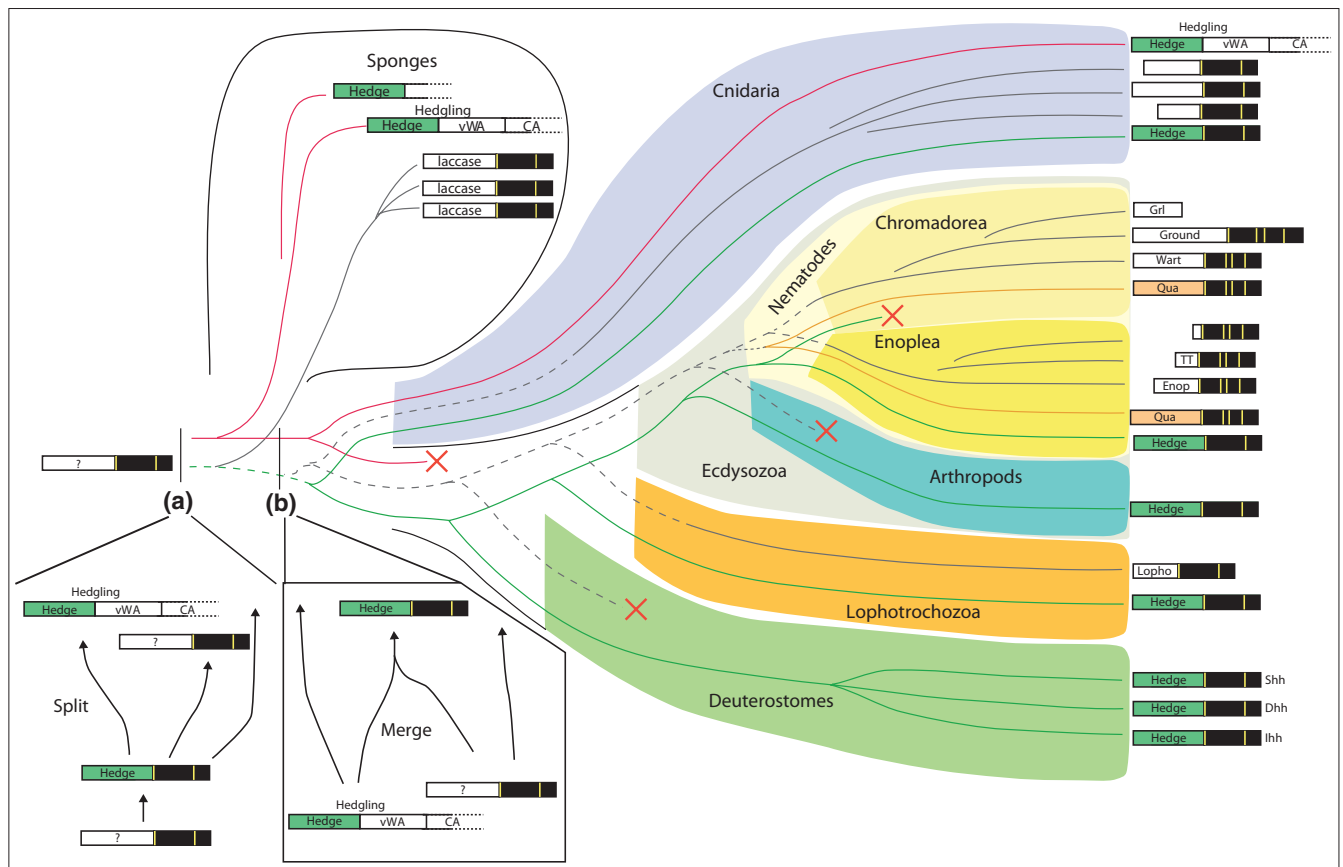 Sponges
Hedge
Hedgling
Hedge vWA CA
laccase
laccase
laccase
Cnidaria
Hedgling
Hedge vWA CA
Hedge
Nematodes
Chromadorea
Grl
Ground
Wart
Qua
Enoplea
TT
Enop
Qua
Hedge
Ecdysozoa
Arthropods
Hedge
Lopho
Lophotrochozoa
Hedge
Deuterostomes
Hedge Shh
Hedge Dhh
Hedge Ihh
?
(a)
(b)
Hedgling
Hedge vWA CA
?
Split
Hedge
?
Hedge
Merge
?
Hedgling
Hedge vWA CA